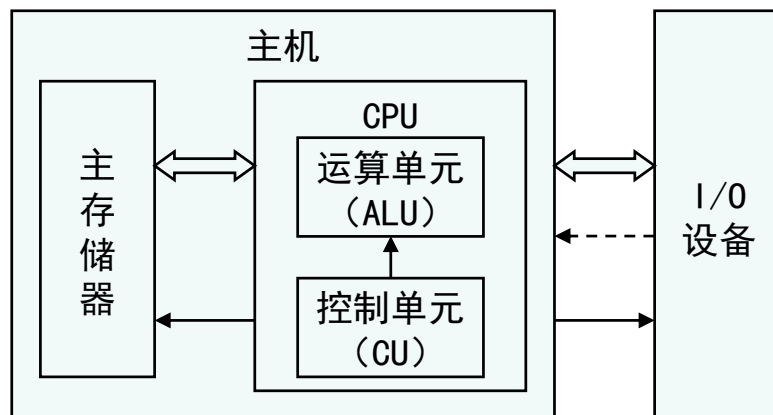 主机
主
存
储
器
CPU
运算单元
（ALU）
控制单元
（CU）
I/O
设备